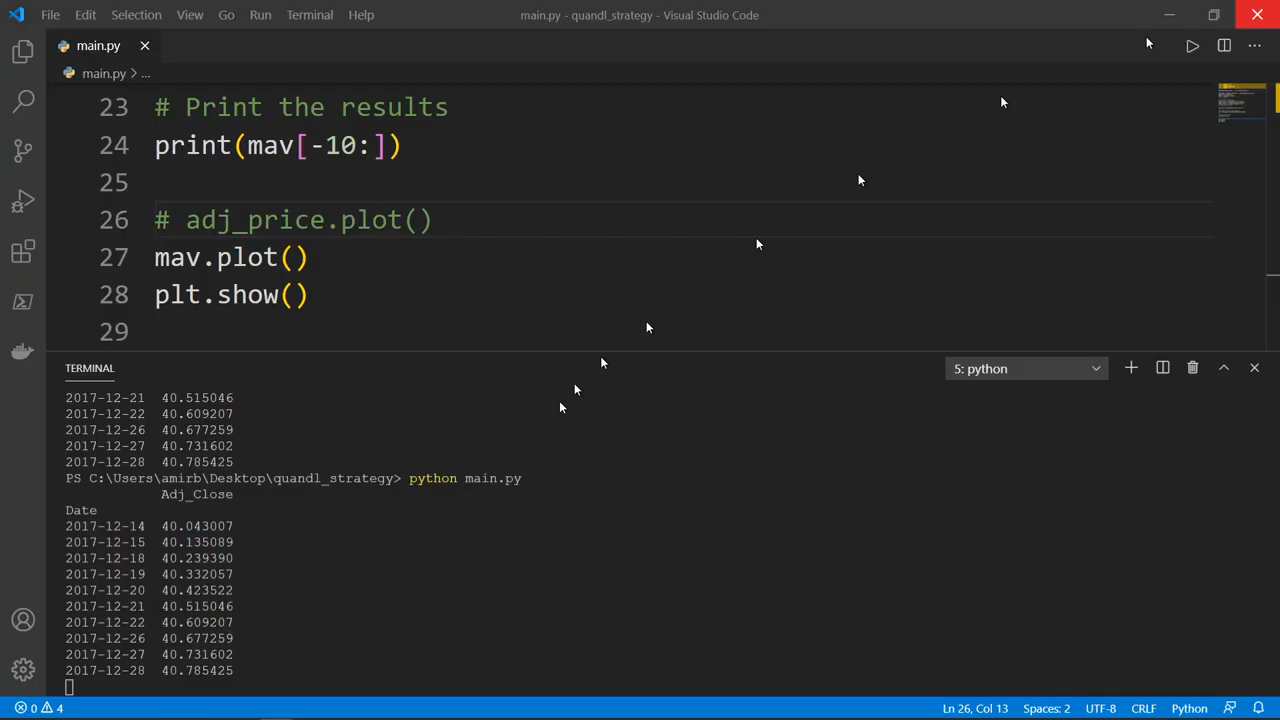 File Edit Selection View Go Run Terminal Help main.py - quandl_strategy - Visual Studio Code
main.py
main.py > ...
23 # Print the results
24 print(mav[-10:])
25
26 # adj_price.plot()
27 mav.plot()
28 plt.show()
29
TERMINAL 5: python
2017-12-21 40.515046
2017-12-22 40.609207
2017-12-26 40.677259
2017-12-27 40.731602
2017-12-28 40.785425
PS C:\Users\amirb\Desktop\quandl_strategy> python main.py
Adj_Close
Date
2017-12-14 40.043007
2017-12-15 40.135089
2017-12-18 40.239390
2017-12-19 40.332057
2017-12-20 40.423522
2017-12-21 40.515046
2017-12-22 40.609207
2017-12-26 40.677259
2017-12-27 40.731602
2017-12-28 40.785425
0 4 Ln 26, Col 13 Spaces: 2 UTF-8 CRLF Python